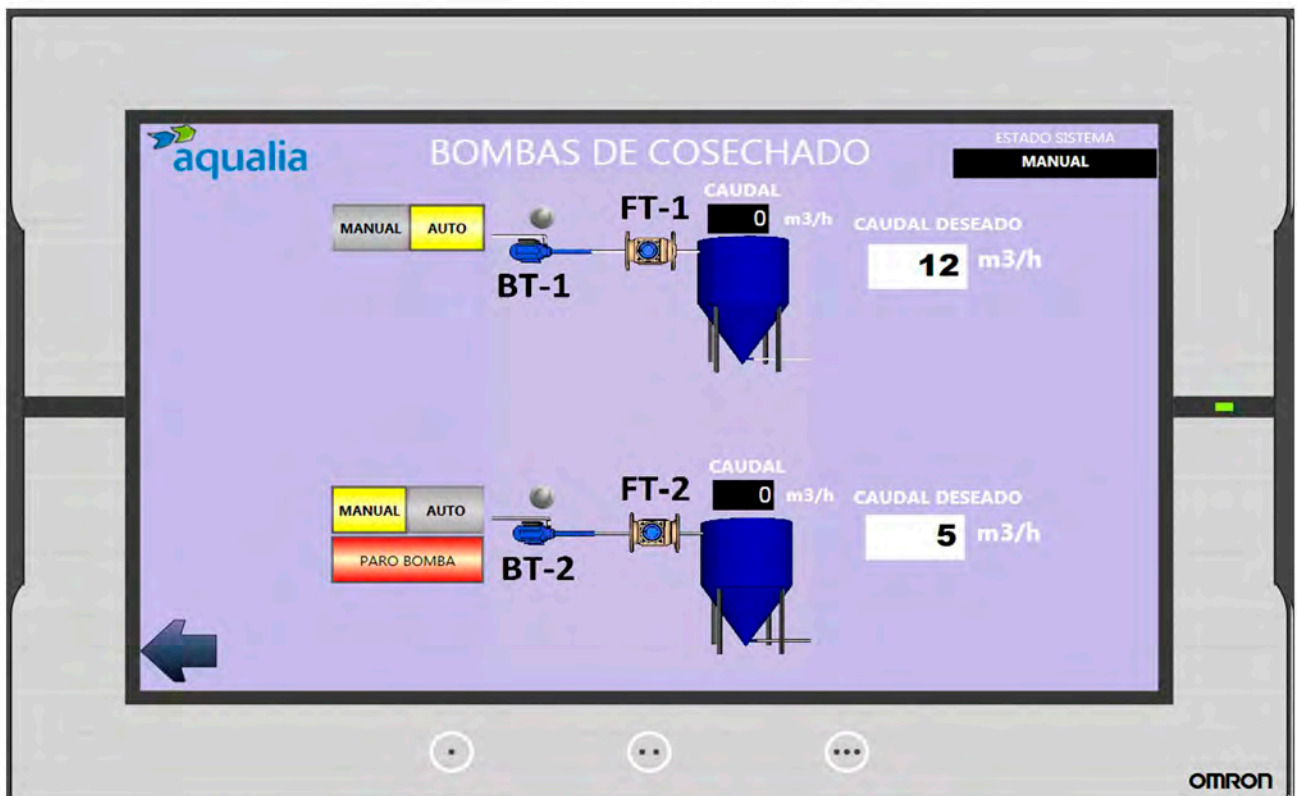 aqualia
BOMBAS DE COSECHADO
ESTADO SISTEMA
MANUAL
MANUAL AUTO
BT-1
FT-1
CAUDAL
0 m3/h
CAUDAL DESEADO
12 m3/h
MANUAL AUTO
PARO BOMBA
BT-2
FT-2
CAUDAL
0 m3/h
CAUDAL DESEADO
5 m3/h
OMRON